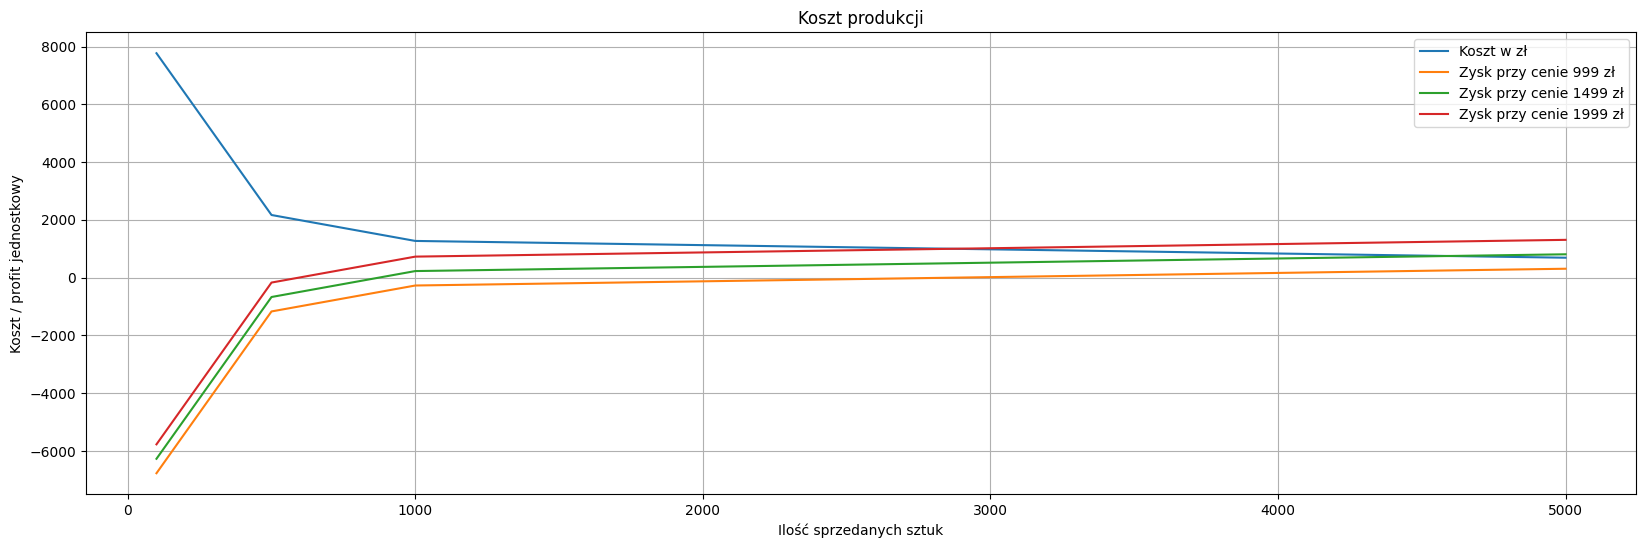 Koszt produkcji
8000
6000
4000
2000
0
−2000
−4000
−6000
Koszt / profit jednostkowy
Koszt w zł
Zysk przy cenie 999 zł
Zysk przy cenie 1499 zł
Zysk przy cenie 1999 zł
0 1000 2000 3000 4000 5000
Ilość sprzedanych sztuk